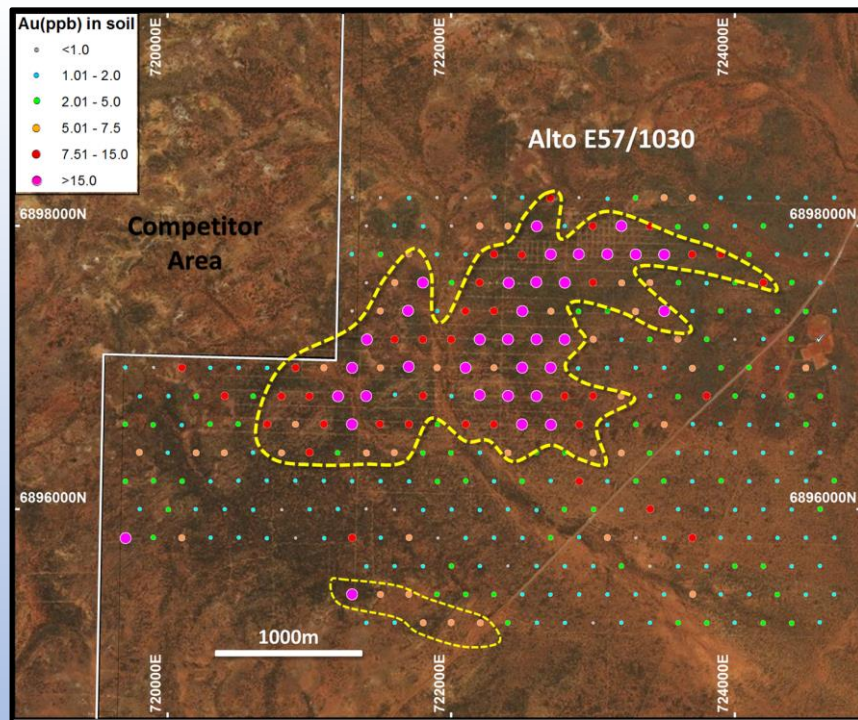 Au(ppb) in soil
<1.0
1.01 - 2.0
2.01 - 5.0
5.01 - 7.5
7.51 - 15.0
>15.0
720000E
722000E
724000E
Alto E57/1030
6898000N
6898000N
Competitor
Area
6896000N
6896000N
1000m
720000E
722000E
724000E